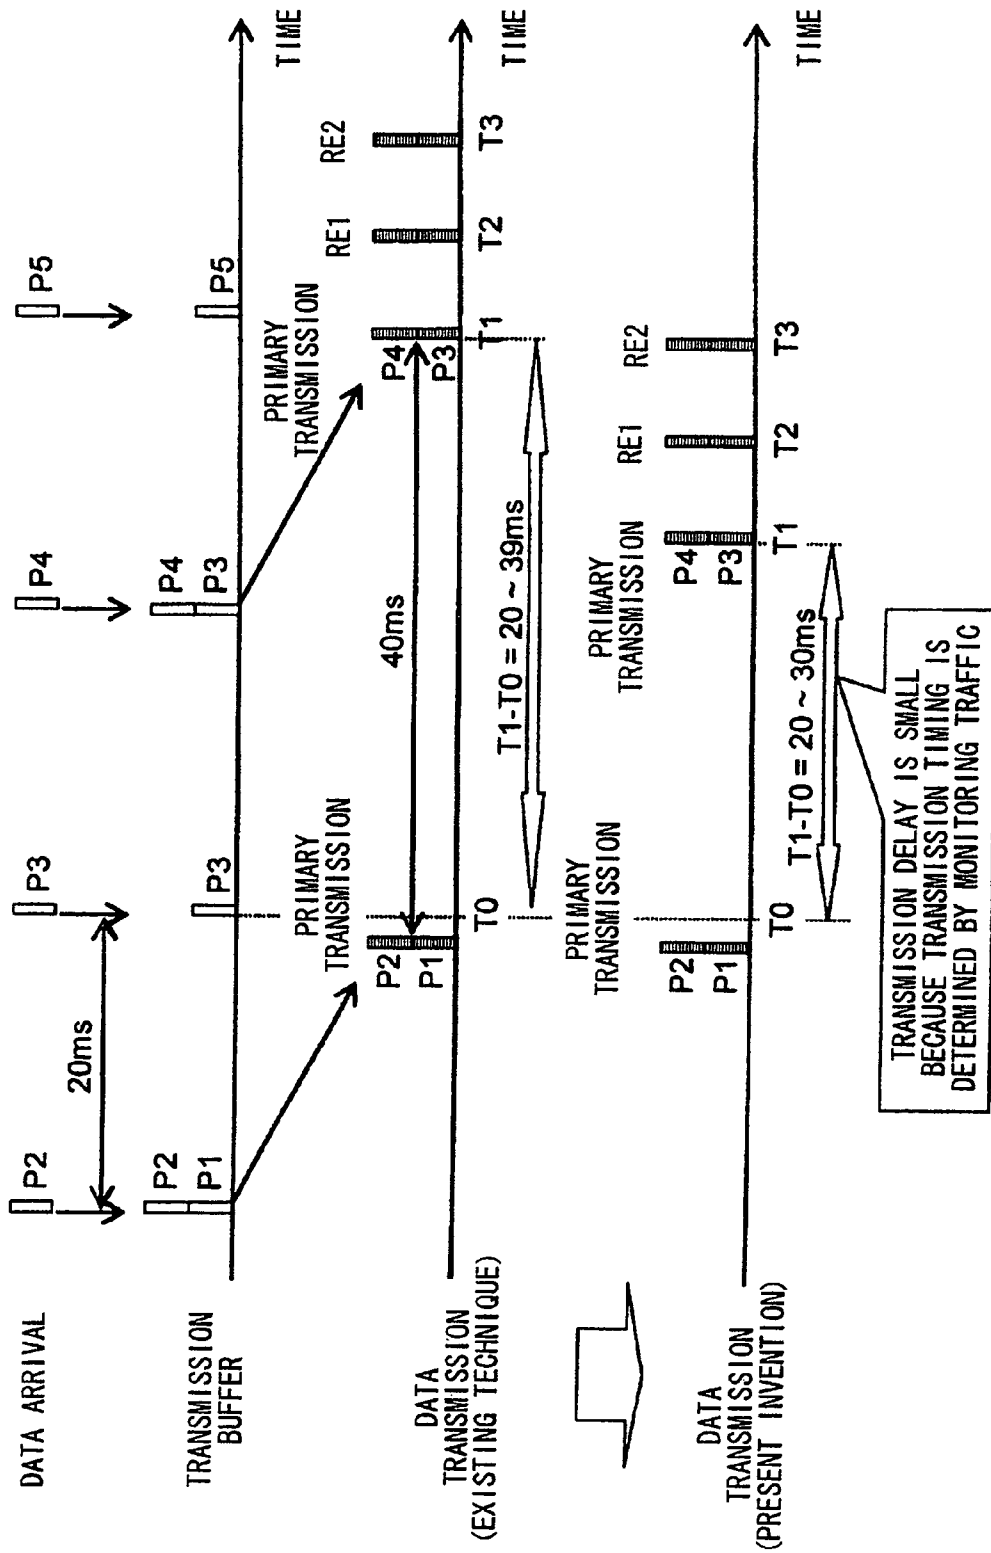 DATA ARRIVAL
P2
P3
P4
P5
20ms
TRANSMISSION
BUFFER
P2
P1
P3
P4
P3
P5
TIME
DATA
TRANSMISSION
(EXISTING TECHNIQUE)
PRIMARY
TRANSMISSION
P2
P1
T0
40ms
PRIMARY
TRANSMISSION
P4
P3
T1
RE1
T2
RE2
T3
TIME
T1-T0 = 20 ~ 39ms
DATA
TRANSMISSION
(PRESENT INVENTION)
PRIMARY
TRANSMISSION
P2
P1
T0
PRIMARY
TRANSMISSION
P4
P3
T1
RE1
T2
RE2
T3
TIME
T1-T0 = 20 ~ 30ms
TRANSMISSION DELAY IS SMALL
BECAUSE TRANSMISSION TIMING IS
DETERMINED BY MONITORING TRAFFIC